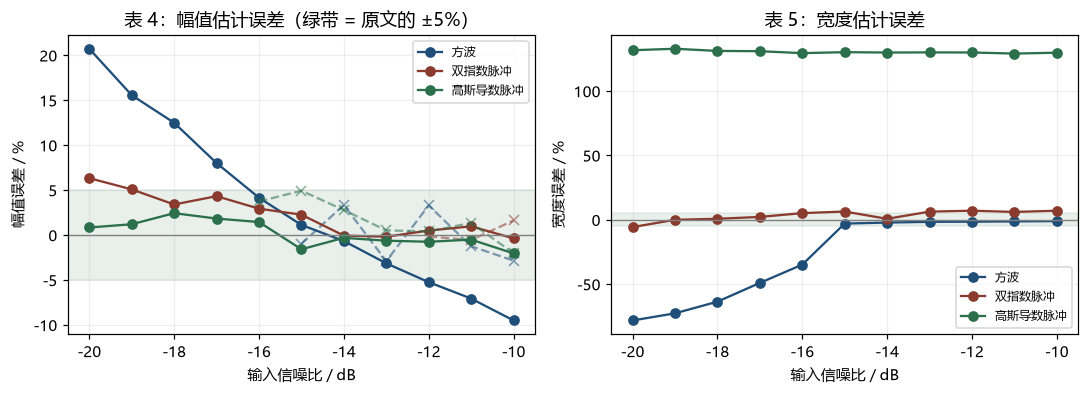 表 4：幅值估计误差（绿带 = 原文的 ±5%）
幅值误差 / %
20
15
10
5
0
-5
-10
方波
双指数脉冲
高斯导数脉冲
-20
-18
-16
-14
-12
-10
输入信噪比 / dB
表 5：宽度估计误差
宽度误差 / %
100
50
0
-50
方波
双指数脉冲
高斯导数脉冲
-20
-18
-16
-14
-12
-10
输入信噪比 / dB